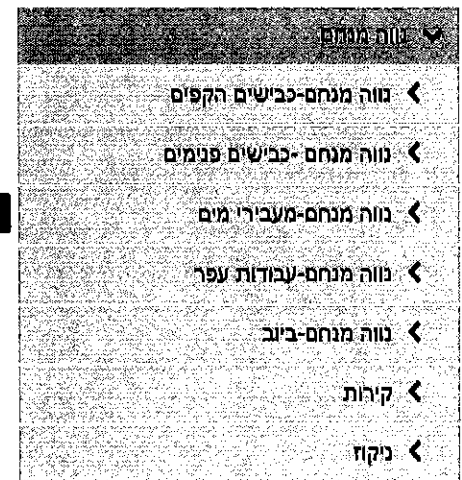 נווה מנחם
נווה מנחם-כבישים הקפים
נווה מנחם -כבישים פנימים
נווה מנחם-מעבירי מים
נווה מנחם-עבודות עפר
נווה מנחם-ביוב
קירות
ניקוז